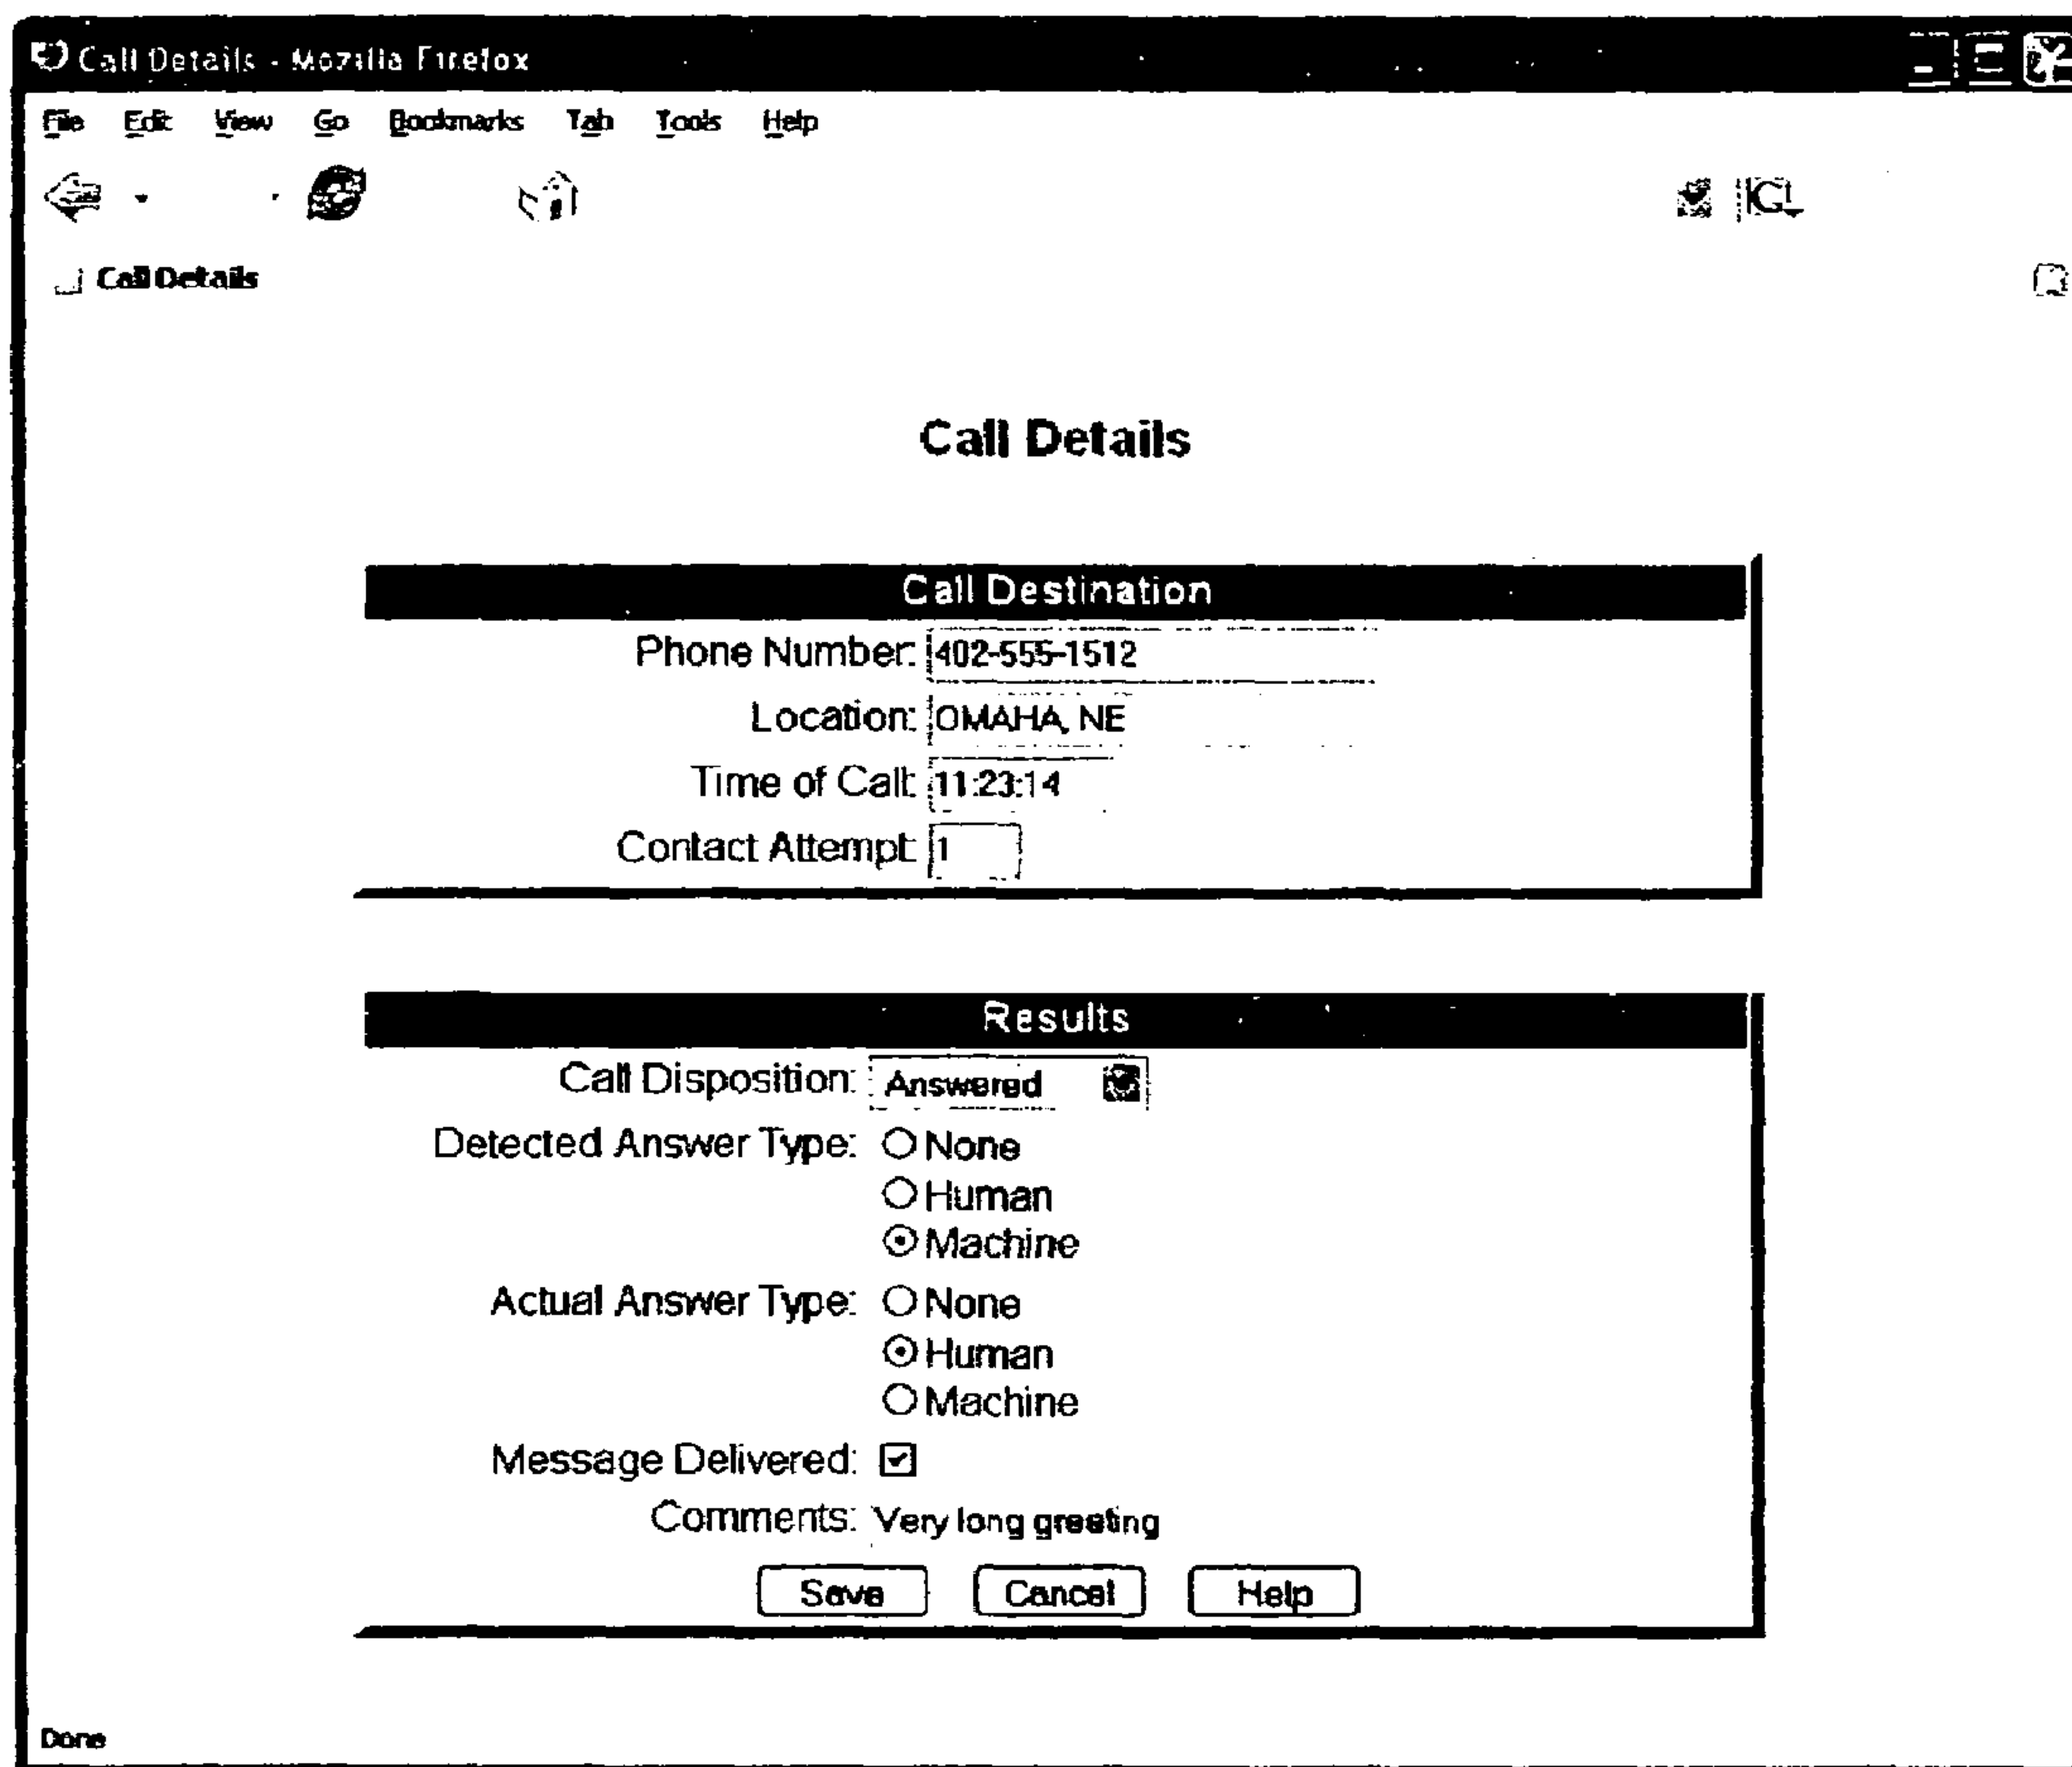 Call Details - Mozilla Firefox
File Edit View Go Bookmarks Tab Tools Help
Call Details
Call Details
Call Destination
Phone Number: 402-555-1512
Location: OMAHA, NE
Time of Call: 11:23:14
Contact Attempt: 1
Results
Call Disposition: Answered
Detected Answer Type: None
Human
Machine
Actual Answer Type: None
Human
Machine
Message Delivered:
Comments: Very long greeting
Save Cancel Help
Done